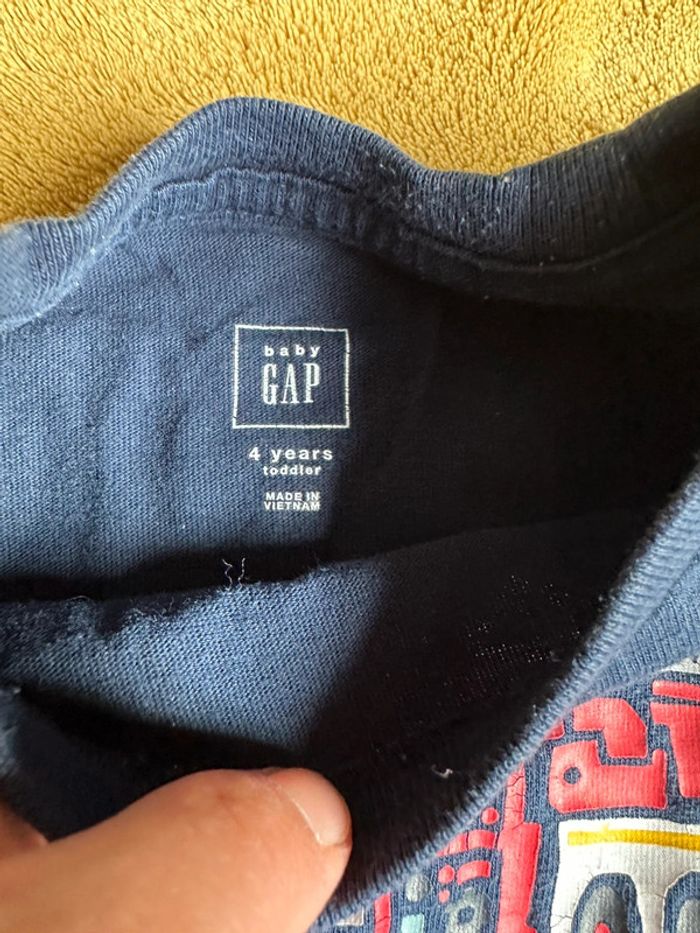 baby
GAP
4 years
toddler
MADE IN
VIETNAM